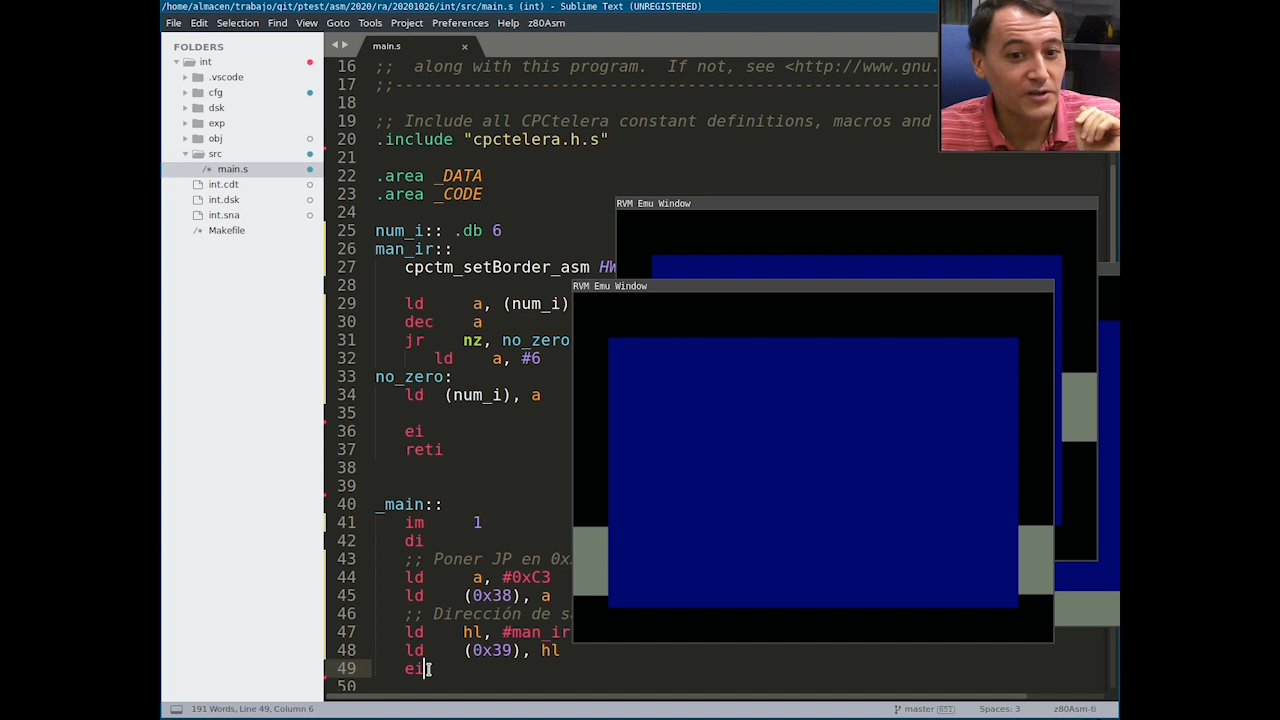 /home/almacen/trabajo/git/ptest/asm/2020/ra/20201026/int/src/main.s (int) - Sublime Text (UNREGISTERED)
File Edit Selection Find View Goto Tools Project Preferences Help z80Asm
FOLDERS
int
.vscode
cfg
dsk
exp
obj
src
/* main.s
int.cdt
int.dsk
int.sna
/* Makefile
main.s
16 ;; along with this program. If not, see <http://www.gnu.
17 ;;-------------------------------------------------------
18
19 ;; Include all CPCtelera constant definitions, macros and
20 .include "cpctelera.h.s"
21
22 .area _DATA
23 .area _CODE
24
25 num_i:: .db 6
26 man_ir::
27 cpctm_setBorder_asm HW
28
29 ld a, (num_i)
30 dec a
31 jr nz, no_zero
32 ld a, #6
33 no_zero:
34 ld (num_i), a
35
36 ei
37 reti
38
39
40 _main::
41 im 1
42 di
43 ;; Poner JP en 0x
44 ld a, #0xC3
45 ld (0x38), a
46 ;; Dirección de s
47 ld hl, #man_ir
48 ld (0x39), hl
49 ei
50
RVM Emu Window
RVM Emu Window
191 Words, Line 49, Column 6
master 651
Spaces: 3
z80Asm-ti